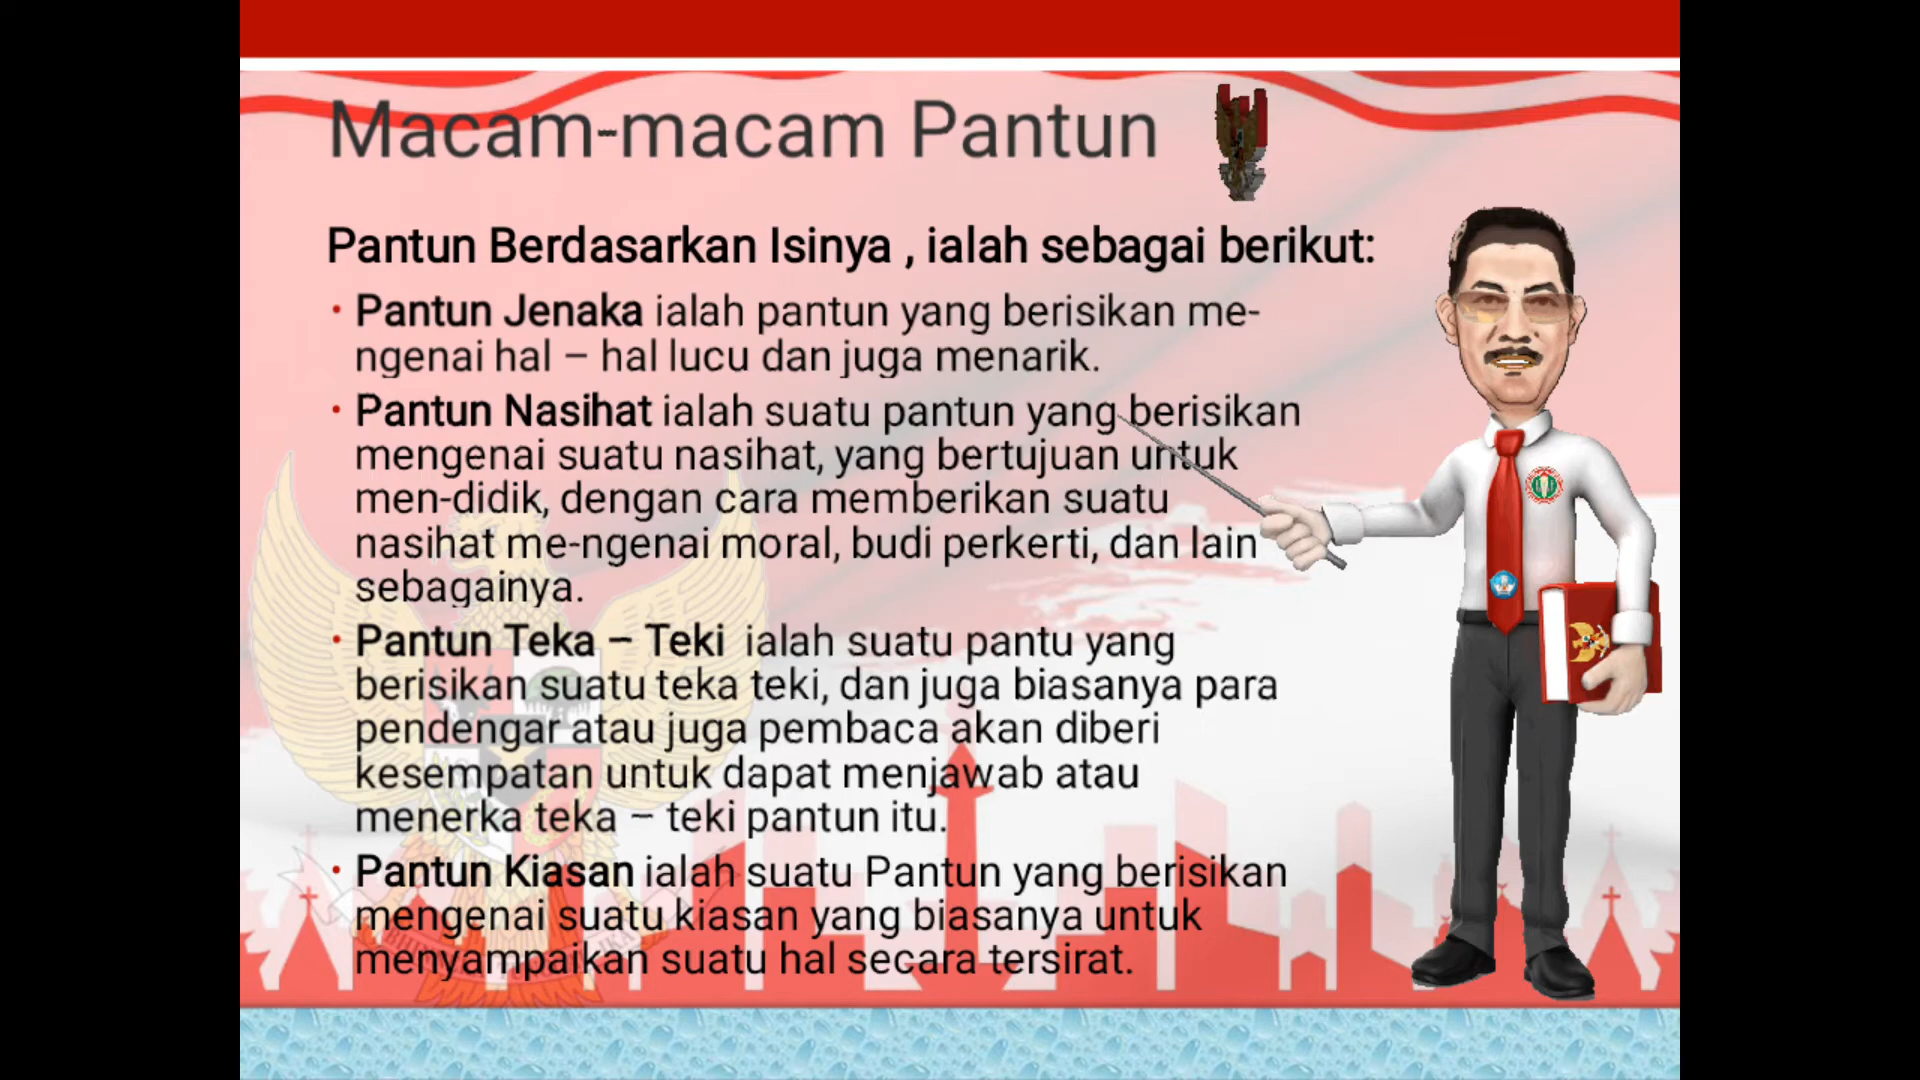 Macam-macam Pantun
Pantun Berdasarkan Isinya , ialah sebagai berikut:
• Pantun Jenaka ialah pantun yang berisikan me-
ngenai hal – hal lucu dan juga menarik.
• Pantun Nasihat ialah suatu pantun yang berisikan
mengenai suatu nasihat, yang bertujuan untuk
men-didik, dengan cara memberikan suatu
nasihat me-ngenai moral, budi perkerti, dan lain
sebagainya.
• Pantun Teka – Teki ialah suatu pantu yang
berisikan suatu teka teki, dan juga biasanya para
pendengar atau juga pembaca akan diberi
kesempatan untuk dapat menjawab atau
menerka teka – teki pantun itu.
• Pantun Kiasan ialah suatu Pantun yang berisikan
mengenai suatu kiasan yang biasanya untuk
menyampaikan suatu hal secara tersirat.